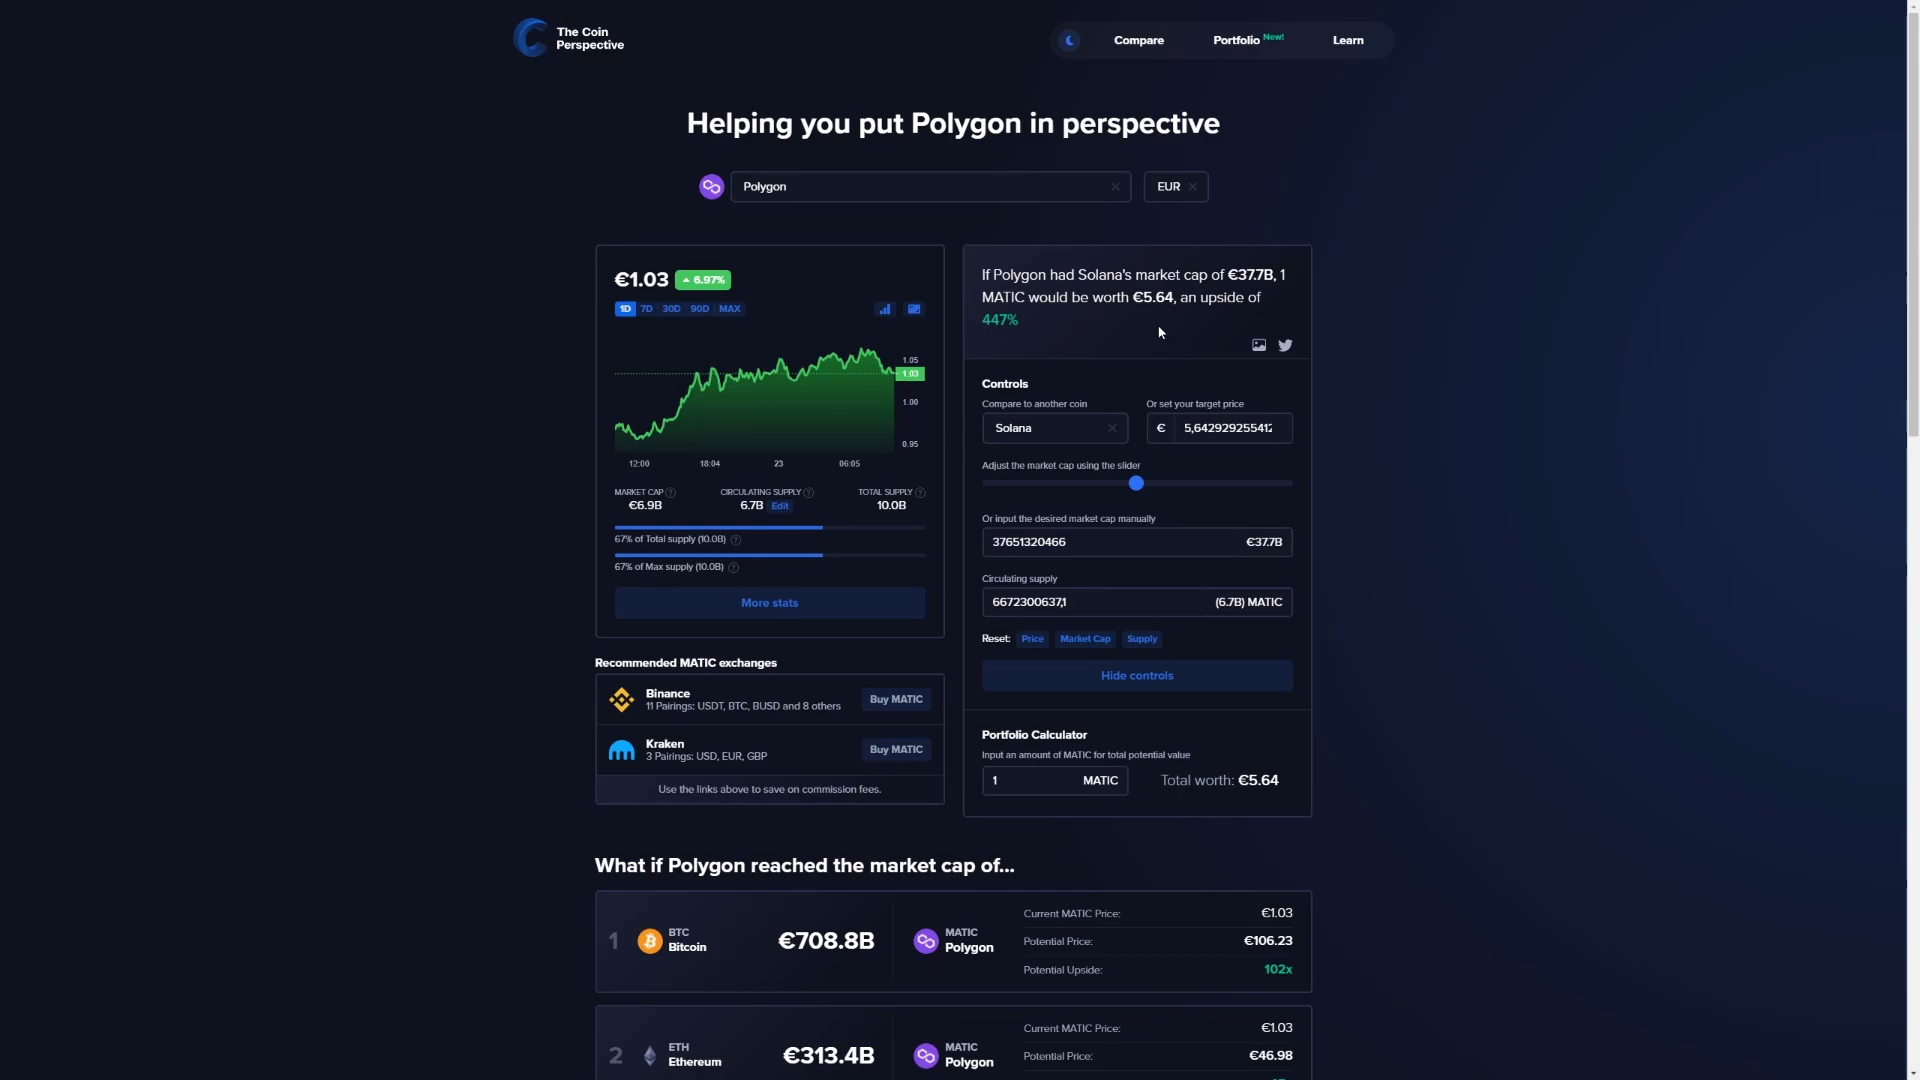 The Coin
Perspective
Compare
Portfolio New!
Learn
Helping you put Polygon in perspective
Polygon
EUR
€1.03 6.97%
1D 7D 30D 90D MAX
1.05
1.03
1.00
0.95
12:00 18:04 23 06:05
MARKET CAP ? CIRCULATING SUPPLY ? TOTAL SUPPLY ?
€6.9B 6.7B Edit 10.0B
67% of Total supply (10.0B) ?
67% of Max supply (10.0B) ?
More stats
Recommended MATIC exchanges
Binance
11 Pairings: USDT, BTC, BUSD and 8 others
Buy MATIC
Kraken
3 Pairings: USD, EUR, GBP
Buy MATIC
Use the links above to save on commission fees.
If Polygon had Solana's market cap of €37.7B, 1
MATIC would be worth €5.64, an upside of
447%
Controls
Compare to another coin Or set your target price
Solana € 5,642929255412
Adjust the market cap using the slider
Or input the desired market cap manually
37651320466 €37.7B
Circulating supply
6672300637,1 (6.7B) MATIC
Reset: Price Market Cap Supply
Hide controls
Portfolio Calculator
Input an amount of MATIC for total potential value
1 MATIC Total worth: €5.64
What if Polygon reached the market cap of...
1
BTC
Bitcoin
€708.8B
MATIC
Polygon
Current MATIC Price: €1.03
Potential Price: €106.23
Potential Upside: 102x
2
ETH
Ethereum
€313.4B
MATIC
Polygon
Current MATIC Price: €1.03
Potential Price: €46.98